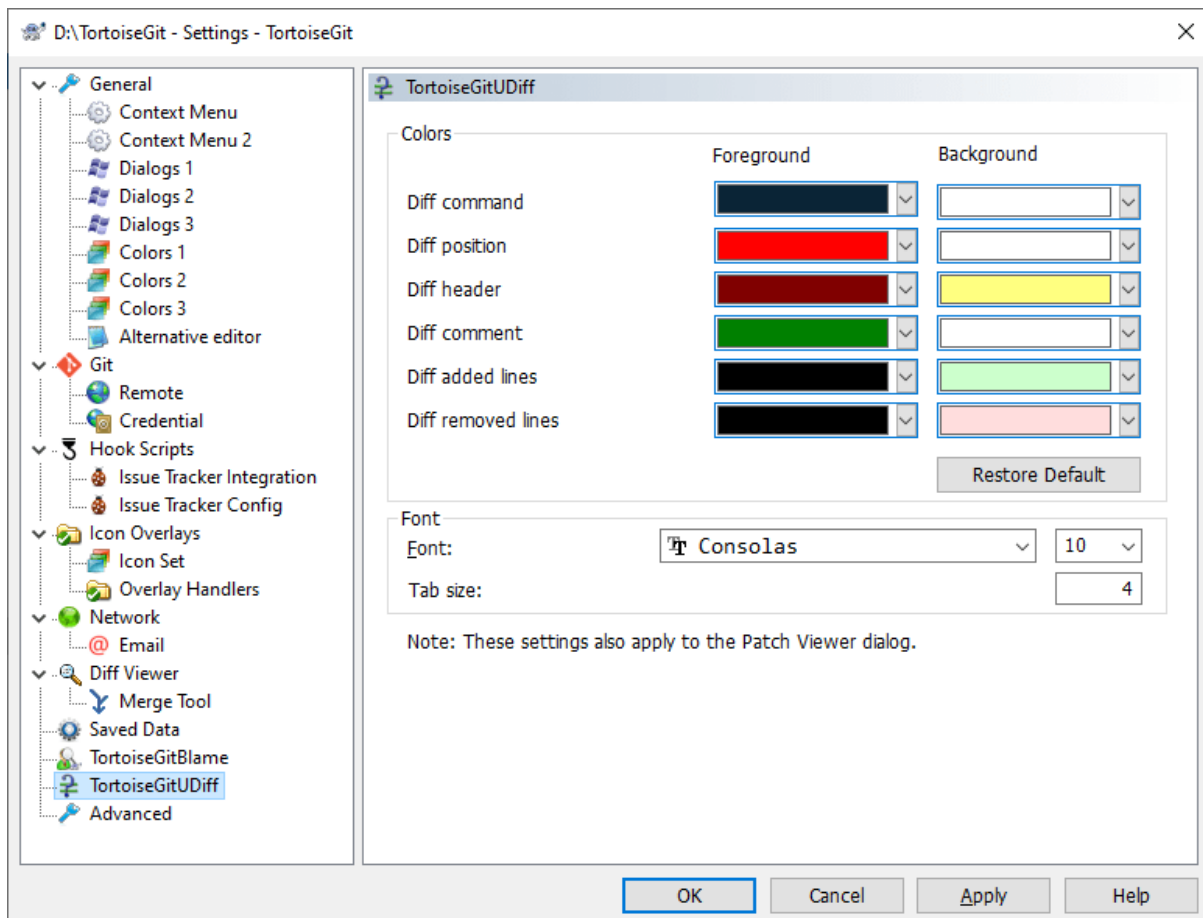 D:\TortoiseGit - Settings - TortoiseGit
General
Context Menu
Context Menu 2
Dialogs 1
Dialogs 2
Dialogs 3
Colors 1
Colors 2
Colors 3
Alternative editor
Git
Remote
Credential
Hook Scripts
Issue Tracker Integration
Issue Tracker Config
Icon Overlays
Icon Set
Overlay Handlers
Network
Email
Diff Viewer
Merge Tool
Saved Data
TortoiseGitBlame
TortoiseGitUDiff
Advanced
TortoiseGitUDiff
Colors
Foreground Background
Diff command
Diff position
Diff header
Diff comment
Diff added lines
Diff removed lines
Restore Default
Font
Font: Consolas 10
Tab size: 4
Note: These settings also apply to the Patch Viewer dialog.
OK Cancel Apply Help